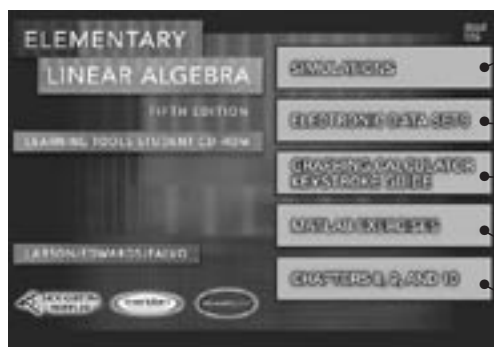 ELEMENTARY
LINEAR ALGEBRA
FIFTH EDITION
LEARNING TOOLS STUDENT CD-ROM
LARSON/EDWARDS/FALVO
SIMULATIONS
ELECTRONIC DATA SETS
GRAPHING CALCULATOR
KEYSTROKE GUIDE
MATLAB EXERCISES
CHAPTERS 8, 9, AND 10